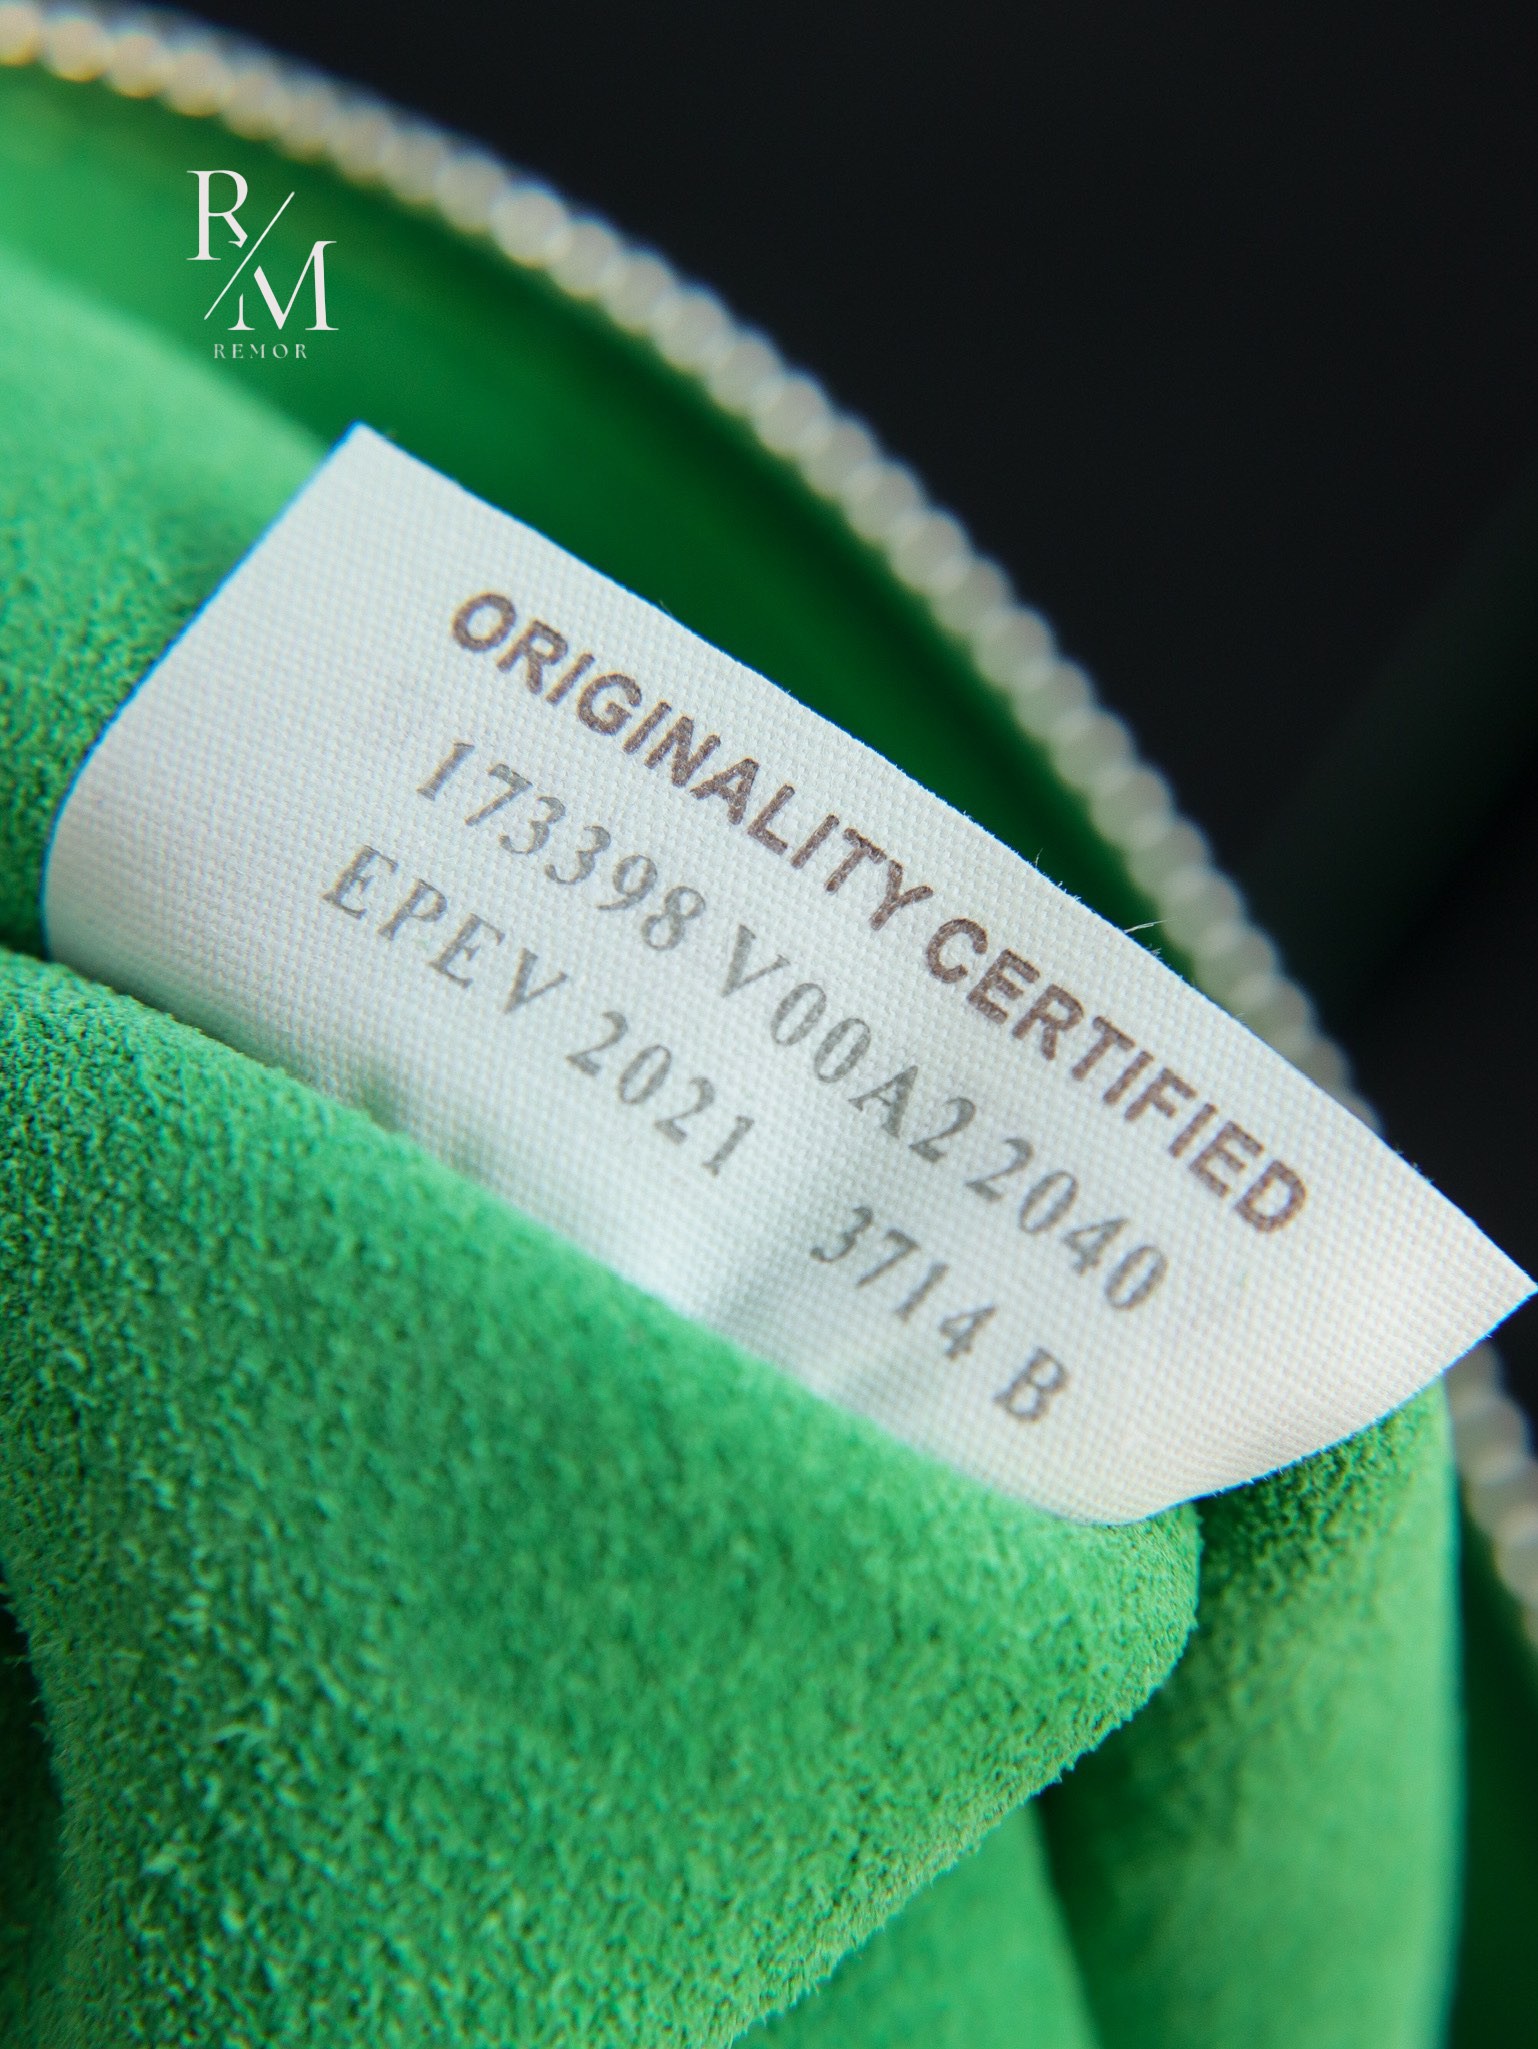 R/M
REMOR
ORIGINALITY CERTIFIED
173398 V00A2 2040
EPEV 2021 3714 B